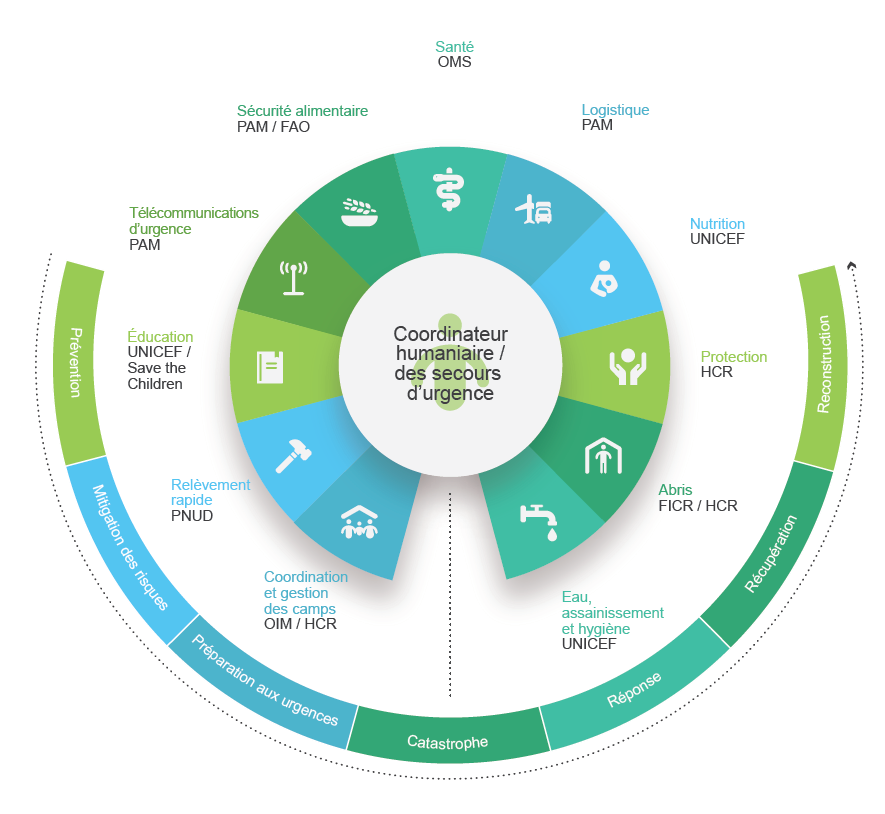 Santé
OMS
Logistique
PAM
Sécurité alimentaire
PAM / FAO
Télécommunications
d’urgence
PAM
Nutrition
UNICEF
Éducation
UNICEF /
Save the
Children
Coordinateur
humaniaire /
des secours
d’urgence
Protection
HCR
Relèvement
rapide
PNUD
Abris
FICR / HCR
Coordination
et gestion
des camps
OIM / HCR
Eau,
assainissement
et hygiène
UNICEF
Prévention
Mitigation des risques
Préparation aux urgences
Catastrophe
Réponse
Récupération
Reconstruction